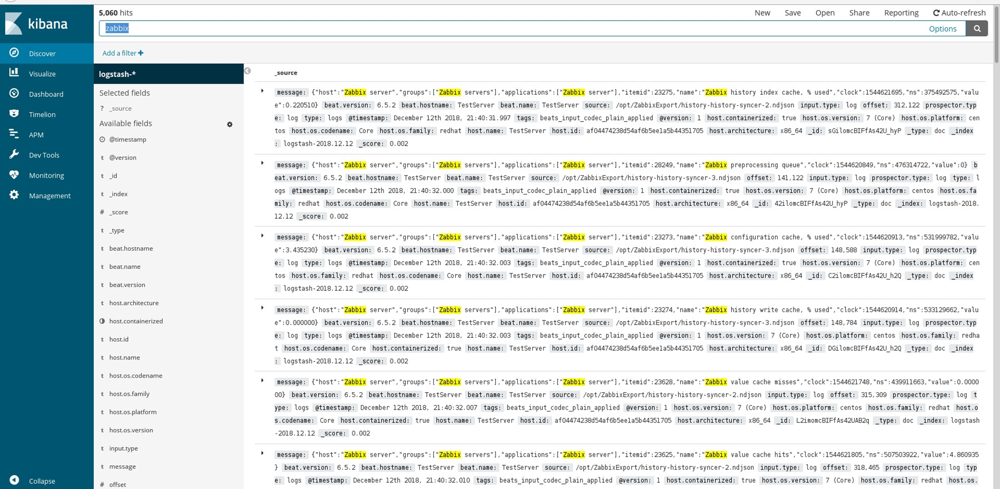 5,060 hits
New Save Open Share Reporting Auto-refresh
kibana
zabbix
Options
Discover
Visualize
Dashboard
Timelion
APM
Dev Tools
Monitoring
Management
Collapse
Add a filter
logstash-*
Selected fields
? _source
Available fields
@timestamp
t @version
t _id
t _index
# _score
t _type
t beat.hostname
t beat.name
t beat.version
t host.architecture
host.containerized
t host.id
t host.name
t host.os.codename
t host.os.family
t host.os.platform
t host.os.version
t input.type
t message
# offset
_source
message: {"host":"Zabbix server","groups":["Zabbix servers"],"applications":["Zabbix server"],"itemid":23275,"name":"Zabbix history index cache, % used","clock":1544621695,"ns":375492575,"valu
e":0.220510} beat.version: 6.5.2 beat.hostname: TestServer beat.name: TestServer source: /opt/ZabbixExport/history-history-syncer-2.ndjson input.type: log offset: 312,122 prospector.typ
e: log type: logs @timestamp: December 12th 2018, 21:40:31.997 tags: beats_input_codec_plain_applied @version: 1 host.containerized: true host.os.version: 7 (Core) host.os.platform: cen
tos host.os.codename: Core host.os.family: redhat host.name: TestServer host.id: af04474238d54af6b5ee1a5b44351705 host.architecture: x86_64 _id: sGilomcBIFfAs42U_hyP _type: doc _index
: logstash-2018.12.12 _score: 0.002
message: {"host":"Zabbix server","groups":["Zabbix servers"],"applications":["Zabbix server"],"itemid":28249,"name":"Zabbix preprocessing queue","clock":1544620849,"ns":476314722,"value":0} b
eat.version: 6.5.2 beat.hostname: TestServer beat.name: TestServer source: /opt/ZabbixExport/history-history-syncer-3.ndjson offset: 141,122 input.type: log prospector.type: log type: l
ogs @timestamp: December 12th 2018, 21:40:32.000 tags: beats_input_codec_plain_applied @version: 1 host.containerized: true host.os.version: 7 (Core) host.os.platform: centos host.os.fa
mily: redhat host.os.codename: Core host.name: TestServer host.id: af04474238d54af6b5ee1a5b44351705 host.architecture: x86_64 _id: 42ilomcBIFfAs42U_hyP _type: doc _index: logstash-2018.
12.12 _score: 0.002
message: {"host":"Zabbix server","groups":["Zabbix servers"],"applications":["Zabbix server"],"itemid":23273,"name":"Zabbix configuration cache, % used","clock":1544620913,"ns":531999782,"valu
e":3.435230} beat.version: 6.5.2 beat.hostname: TestServer beat.name: TestServer source: /opt/ZabbixExport/history-history-syncer-3.ndjson offset: 148,588 input.type: log prospector.typ
e: log type: logs @timestamp: December 12th 2018, 21:40:32.003 tags: beats_input_codec_plain_applied @version: 1 host.containerized: true host.os.version: 7 (Core) host.os.platform: cen
tos host.os.family: redhat host.os.codename: Core host.name: TestServer host.id: af04474238d54af6b5ee1a5b44351705 host.architecture: x86_64 _id: C2ilomcBIFfAs42U_h2Q _type: doc _index
: logstash-2018.12.12 _score: 0.002
message: {"host":"Zabbix server","groups":["Zabbix servers"],"applications":["Zabbix server"],"itemid":23274,"name":"Zabbix history write cache, % used","clock":1544620914,"ns":533129662,"valu
e":0.000000} beat.version: 6.5.2 beat.hostname: TestServer beat.name: TestServer source: /opt/ZabbixExport/history-history-syncer-3.ndjson offset: 148,784 input.type: log prospector.typ
e: log type: logs @timestamp: December 12th 2018, 21:40:32.003 tags: beats_input_codec_plain_applied @version: 1 host.os.version: 7 (Core) host.os.platform: centos host.os.family: redha
t host.os.codename: Core host.containerized: true host.name: TestServer host.id: af04474238d54af6b5ee1a5b44351705 host.architecture: x86_64 _id: DGilomcBIFfAs42U_h2Q _type: doc _index
: logstash-2018.12.12 _score: 0.002
message: {"host":"Zabbix server","groups":["Zabbix servers"],"applications":["Zabbix server"],"itemid":23628,"name":"Zabbix value cache misses","clock":1544621748,"ns":439911663,"value":0.0000
00} beat.version: 6.5.2 beat.hostname: TestServer beat.name: TestServer source: /opt/ZabbixExport/history-history-syncer-2.ndjson input.type: log offset: 315,309 prospector.type: log t
ype: logs @timestamp: December 12th 2018, 21:40:32.007 tags: beats_input_codec_plain_applied @version: 1 host.os.version: 7 (Core) host.os.platform: centos host.os.family: redhat host.o
s.codename: Core host.containerized: true host.name: TestServer host.id: af04474238d54af6b5ee1a5b44351705 host.architecture: x86_64 _id: L2imomcBIFfAs42UAB2q _type: doc _index: logstash
-2018.12.12 _score: 0.002
message: {"host":"Zabbix server","groups":["Zabbix servers"],"applications":["Zabbix server"],"itemid":23625,"name":"Zabbix value cache hits","clock":1544621805,"ns":507503922,"value":4.860935
} beat.version: 6.5.2 beat.hostname: TestServer beat.name: TestServer source: /opt/ZabbixExport/history-history-syncer-2.ndjson input.type: log offset: 318,465 prospector.type: log typ
e: logs @timestamp: December 12th 2018, 21:40:32.010 tags: beats_input_codec_plain_applied @version: 1 host.containerized: true host.os.version: 7 (Core) host.os.family: redhat host.os.